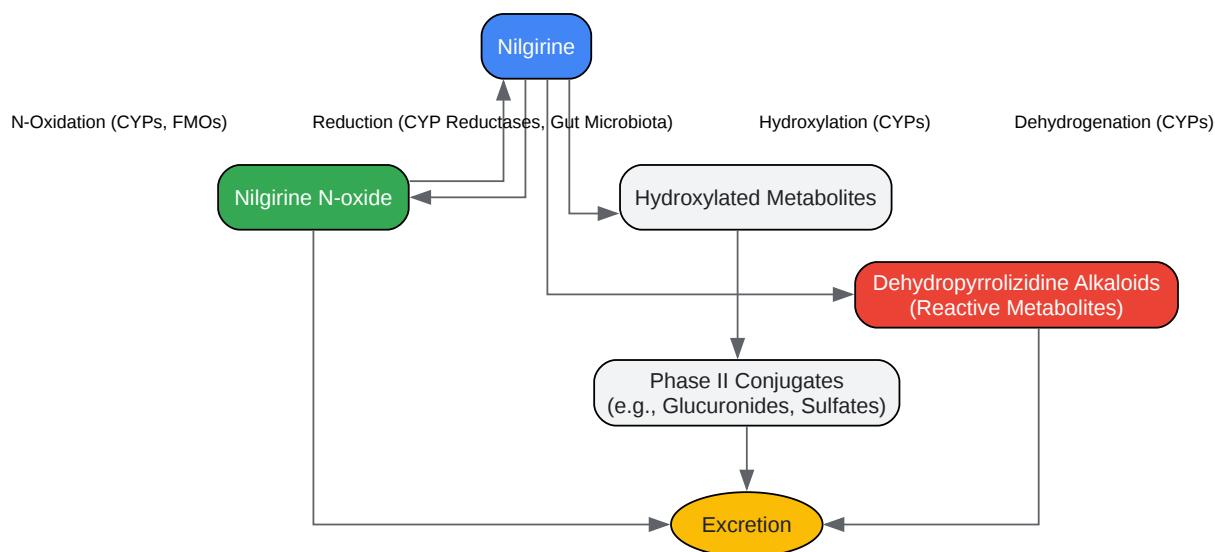 Nilgirine
N-Oxidation (CYPs, FMOs)
Reduction (CYP Reductases, Gut Microbiota)
Hydroxylation (CYPs)
Dehydrogenation (CYPs)
Nilgirine N-oxide
Hydroxylated Metabolites
Dehydropyrrolizidine Alkaloids
(Reactive Metabolites)
Phase II Conjugates
(e.g., Glucuronides, Sulfates)
Excretion